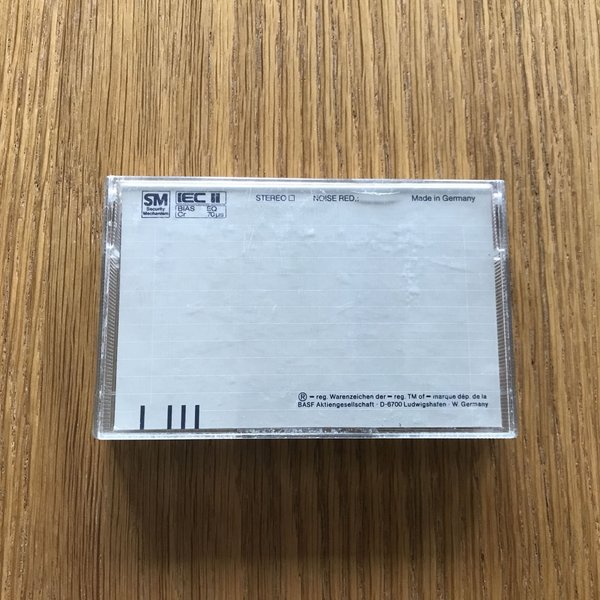 SM IEC II STEREO □ NOISE RED.: Made in Germany
Security BIAS EQ
Mechanism Cr 70µs
® = reg. Warenzeichen der = reg. TM of = marque dép. de la
BASF Aktiengesellschaft · D-6700 Ludwigshafen · W. Germany